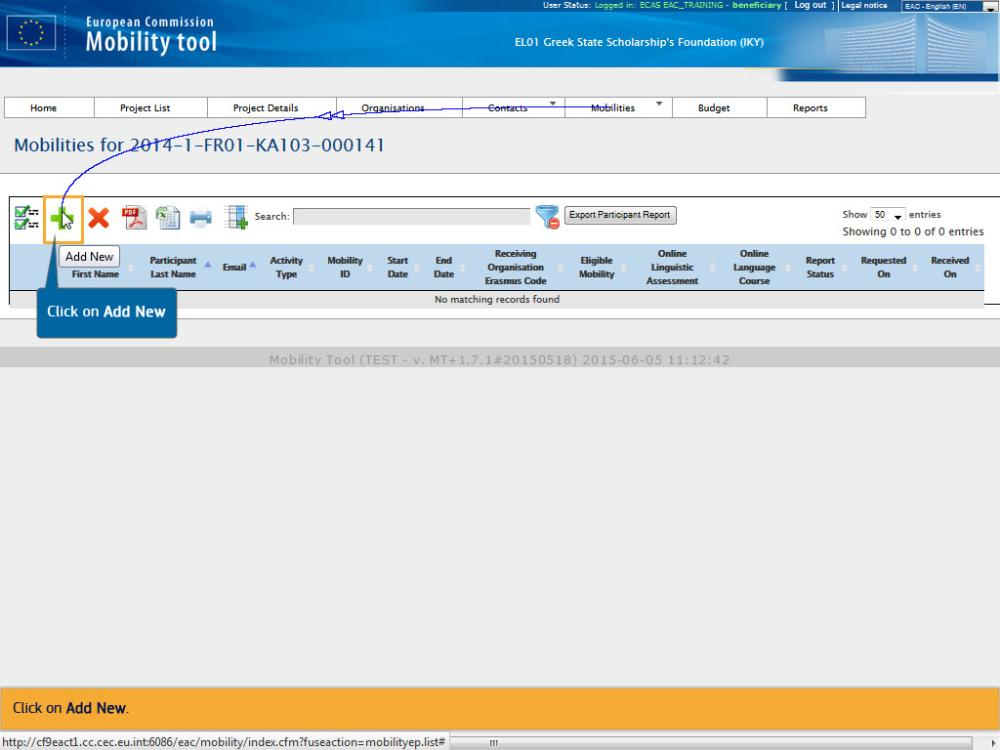 User Status: Logged in: ECAS EAC_TRAINING - beneficiary [ Log out ] | Legal notice EAC - English (EN)
European Commission
Mobility tool
EL01 Greek State Scholarship's Foundation (IKY)
Home Project List Project Details Organisations Contacts Mobilities Budget Reports
Mobilities for 2014-1-FR01-KA103-000141
PDF Search: Export Participant Report Show 50 entries
Showing 0 to 0 of 0 entries
Add New
First Name Participant Last Name Email Activity Type Mobility ID Start Date End Date Receiving Organisation Erasmus Code Eligible Mobility Online Linguistic Assessment Online Language Course Report Status Requested On Received On
No matching records found
Click on Add New
Mobility Tool (TEST - v. MT+1.7.1#20150518) 2015-06-05 11:12:42
Click on Add New.
http://cf9eact1.cc.cec.eu.int:6086/eac/mobility/index.cfm?fuseaction=mobilityep.list#